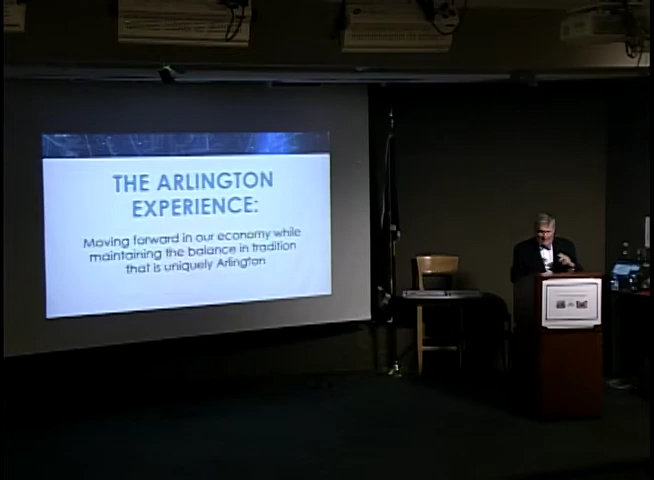 THE ARLINGTON
EXPERIENCE:
Moving forward in our economy while
maintaining the balance in tradition
that is uniquely Arlington